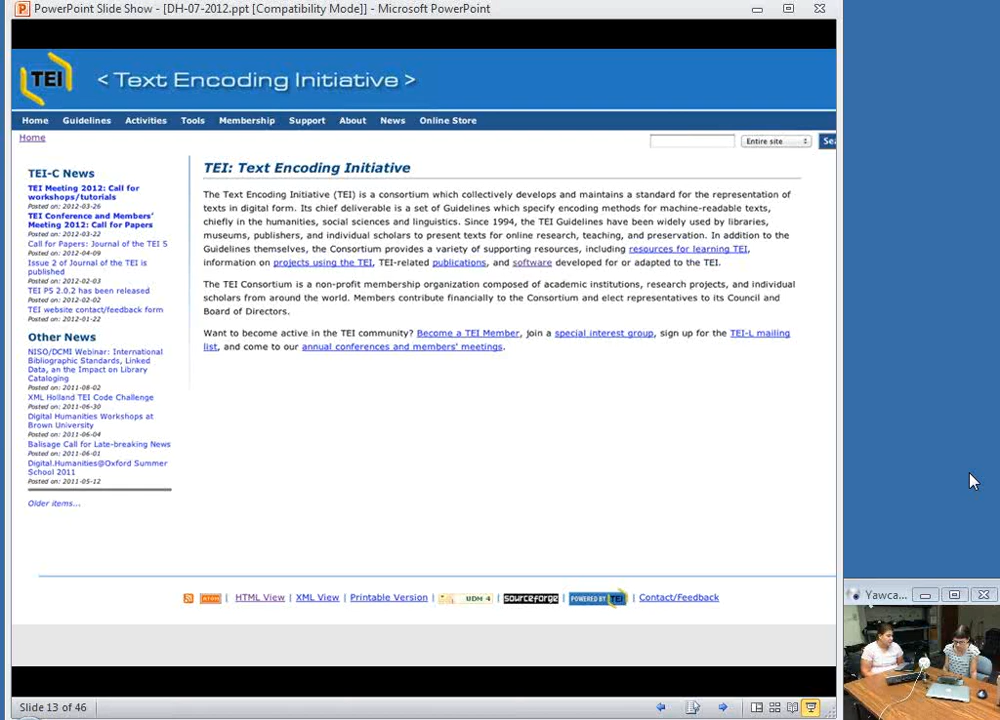 PowerPoint Slide Show - [DH-07-2012.ppt [Compatibility Mode]] - Microsoft PowerPoint
TEI < Text Encoding Initiative >
Home Guidelines Activities Tools Membership Support About News Online Store
Home
Entire site
TEI-C News
TEI Meeting 2012: Call for
workshops/tutorials
Posted on: 2012-03-26
TEI Conference and Members'
Meeting 2012: Call for Papers
Posted on: 2012-03-22
Call for Papers: Journal of the TEI 5
Posted on: 2012-04-09
Issue 2 of Journal of the TEI is
published
Posted on: 2012-02-03
TEI P5 2.0.2 has been released
Posted on: 2012-02-02
TEI website contact/feedback form
Posted on: 2012-01-22
Other News
NISO/DCMI Webinar: International
Bibliographic Standards, Linked
Data, an the Impact on Library
Cataloging
Posted on: 2011-08-02
XML Holland TEI Code Challenge
Posted on: 2011-06-30
Digital Humanities Workshops at
Brown University
Posted on: 2011-06-04
Balisage Call for Late-breaking News
Posted on: 2011-06-01
Digital.Humanities@Oxford Summer
School 2011
Posted on: 2011-05-12
Older items...
TEI: Text Encoding Initiative
The Text Encoding Initiative (TEI) is a consortium which collectively develops and maintains a standard for the representation of
texts in digital form. Its chief deliverable is a set of Guidelines which specify encoding methods for machine-readable texts,
chiefly in the humanities, social sciences and linguistics. Since 1994, the TEI Guidelines have been widely used by libraries,
museums, publishers, and individual scholars to present texts for online research, teaching, and preservation. In addition to the
Guidelines themselves, the Consortium provides a variety of supporting resources, including resources for learning TEI,
information on projects using the TEI, TEI-related publications, and software developed for or adapted to the TEI.
The TEI Consortium is a non-profit membership organization composed of academic institutions, research projects, and individual
scholars from around the world. Members contribute financially to the Consortium and elect representatives to its Council and
Board of Directors.
Want to become active in the TEI community? Become a TEI Member, join a special interest group, sign up for the TEI-L mailing
list, and come to our annual conferences and members' meetings.
| HTML View | XML View | Printable Version | UDM 4 | sourceforge | POWERED BY TEI | Contact/Feedback
Yawca...
Slide 13 of 46